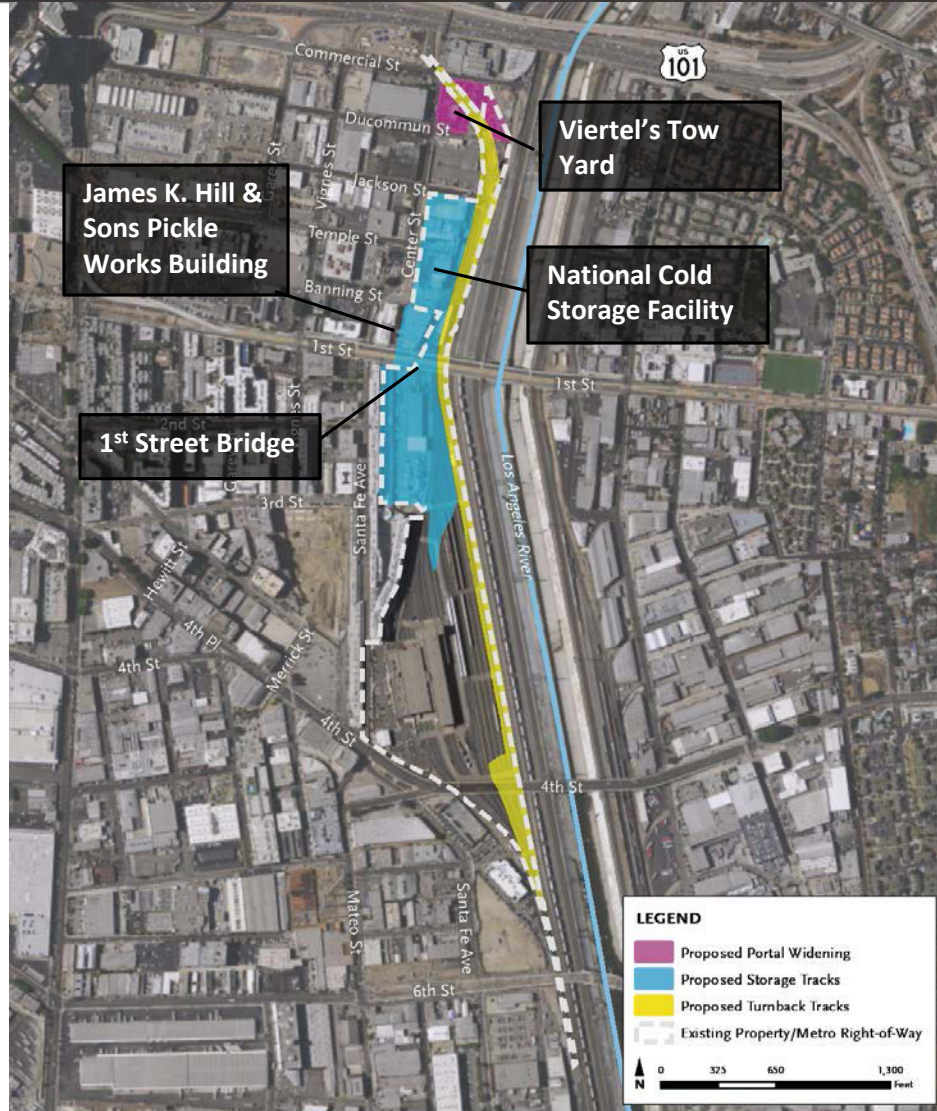 Commercial St
US
101
Viertel's Tow
Yard
Ducommun St
Vignes St
Jackson St
James K. Hill &
Sons Pickle
Works Building
Temple St
Center St
National Cold
Storage Facility
Banning St
1st St
1st St
1st Street Bridge
2nd St
Los Angeles River
3rd St
Santa Fe Ave
Hewitt St
4th Pl
Merrick St
4th St
4th St
4th St
Mateo St
Santa Fe Ave
6th St
LEGEND
Proposed Portal Widening
Proposed Storage Tracks
Proposed Turnback Tracks
Existing Property/Metro Right-of-Way
N
0 325 650 1,300
Feet